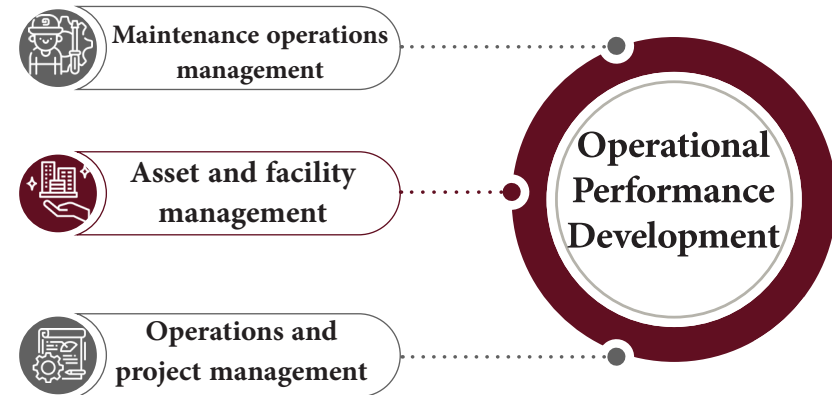 Maintenance operations
management
Asset and facility
management
Operations and
project management
Operational
Performance
Development